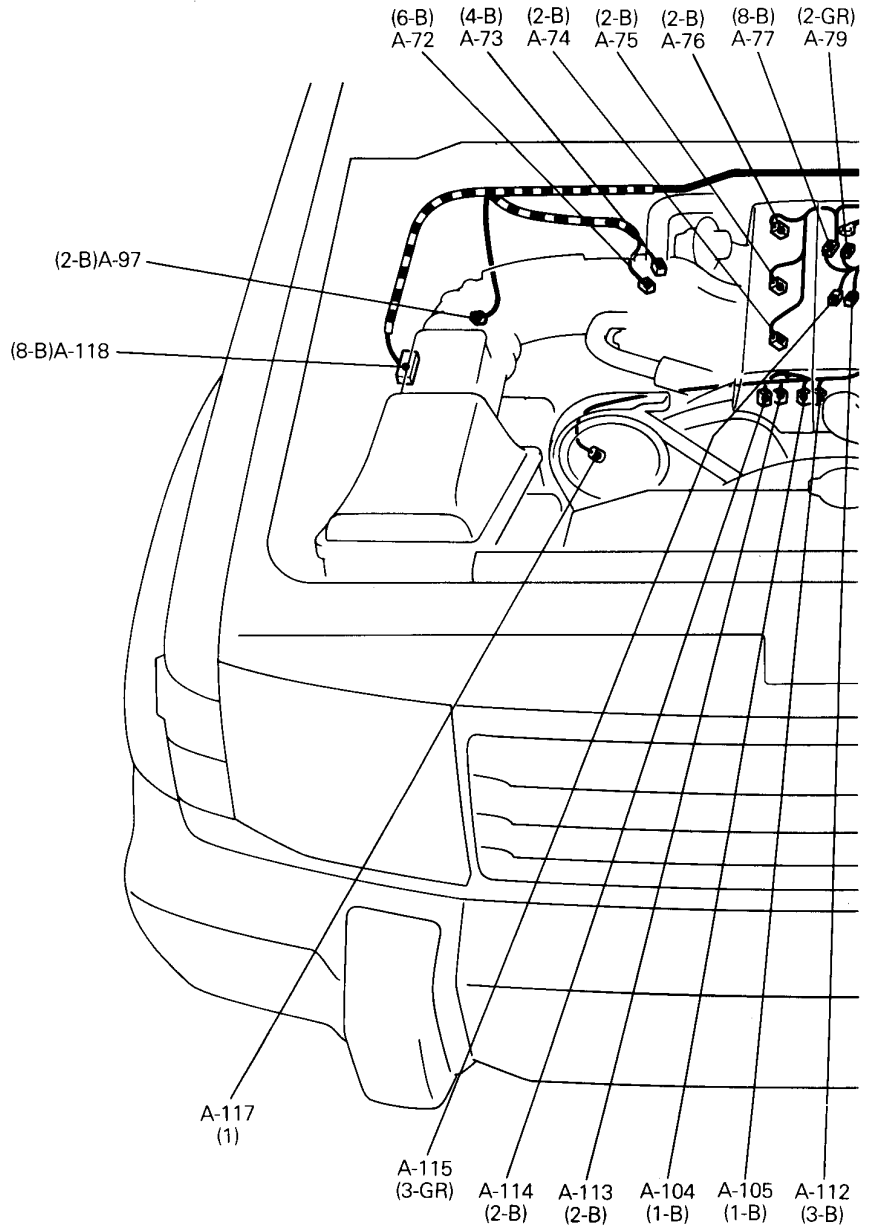 (6-B) (4-B) (2-B) (2-B) (2-B) (8-B) (2-GR)
A-72 A-73 A-74 A-75 A-76 A-77 A-79
(2-B)A-97
(8-B)A-118
A-117
(1)
A-115
(3-GR)
A-114
(2-B)
A-113
(2-B)
A-104
(1-B)
A-105
(1-B)
A-112
(3-B)